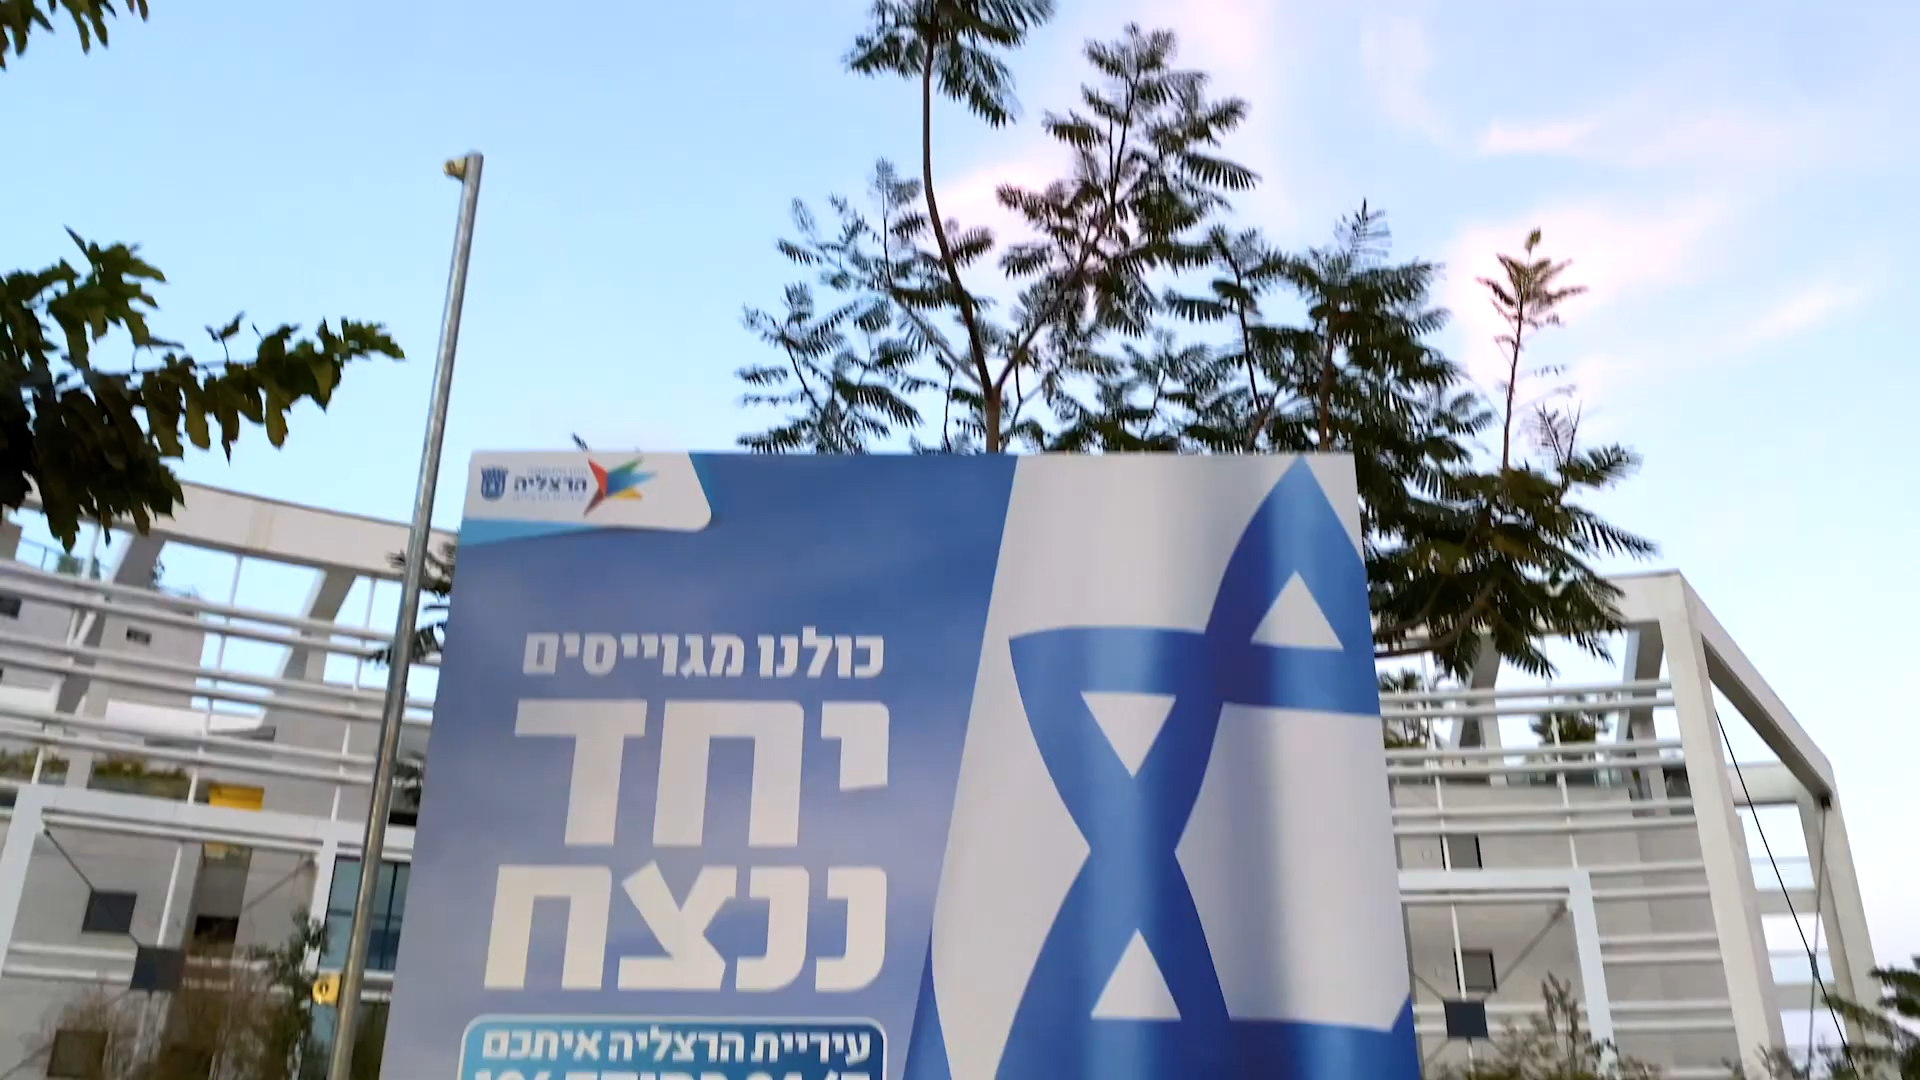 הרצליה
כולנו מגוייסים
יחד
ננצח
עיריית הרצליה איתכם